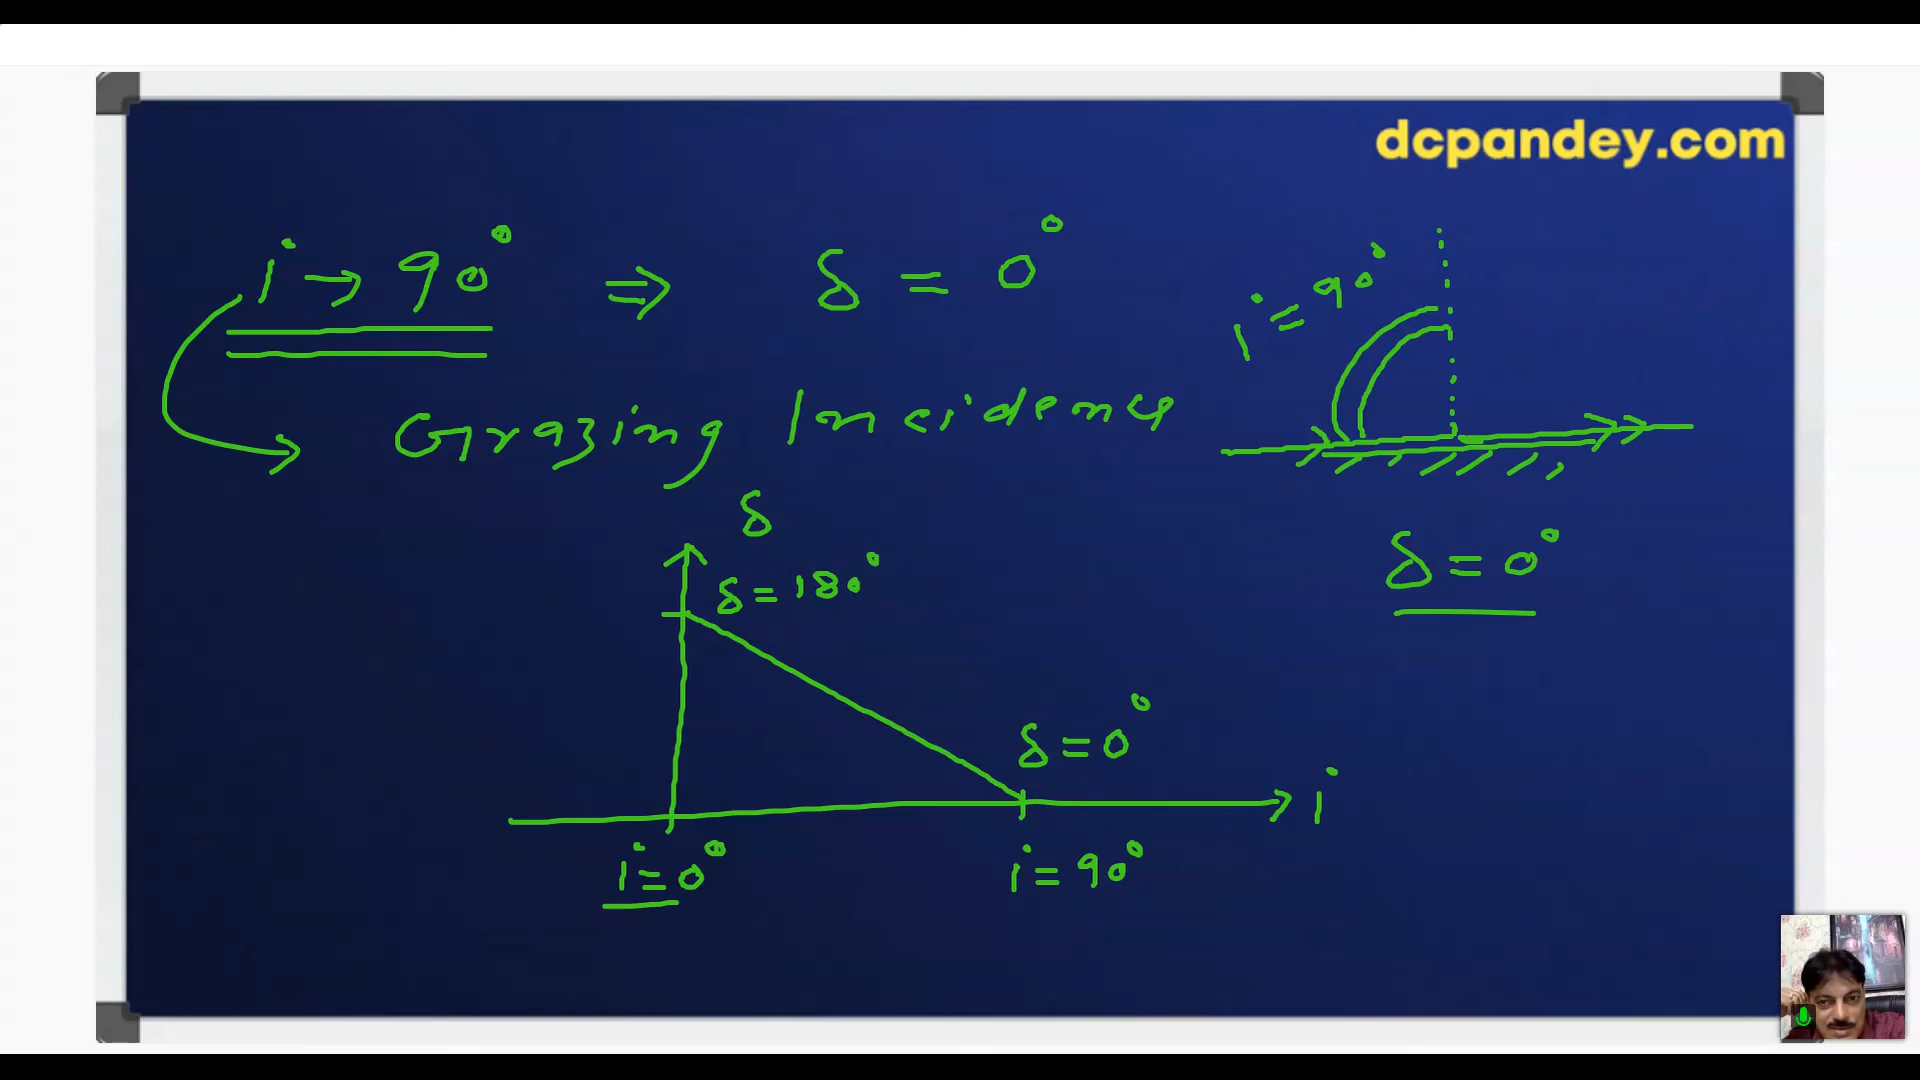 dcpandey.com
i → 90° ⇒ δ = 0°
i = 90°
Grazing Incidence
δ = 0°
δ
δ = 180°
δ = 0°
i
i = 0°
i = 90°